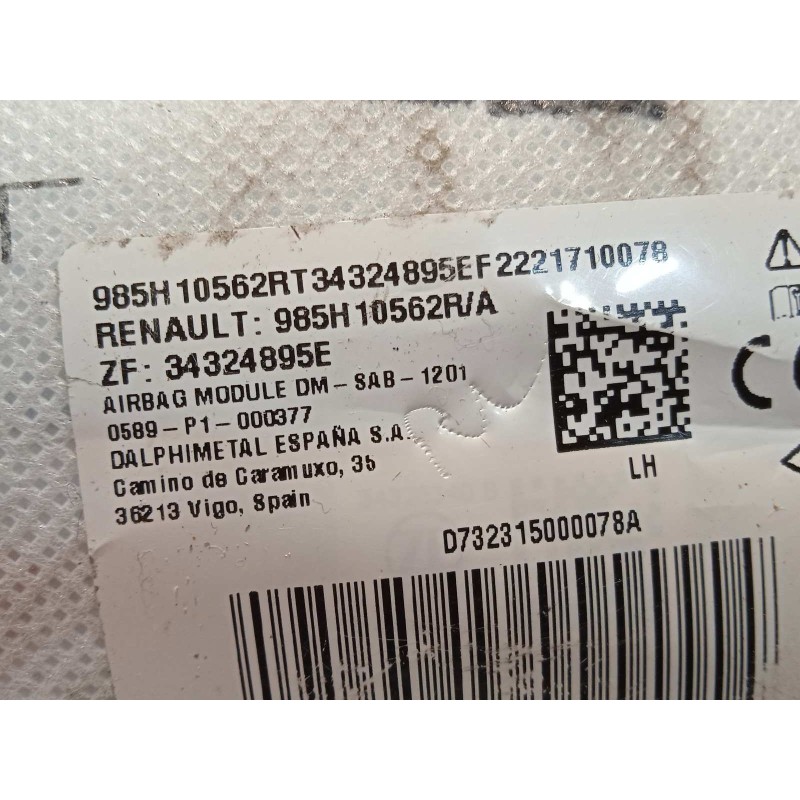 985H10562RT34324895EF2221710078
RENAULT: 985H10562R/A
ZF: 34324895E
AIRBAG MODULE DM-SAB-1201
0589-P1-000377
DALPHIMETAL ESPAÑA S.A.
Camino de Caramuxo, 35
36213 Vigo, Spain
LH
D732315000078A